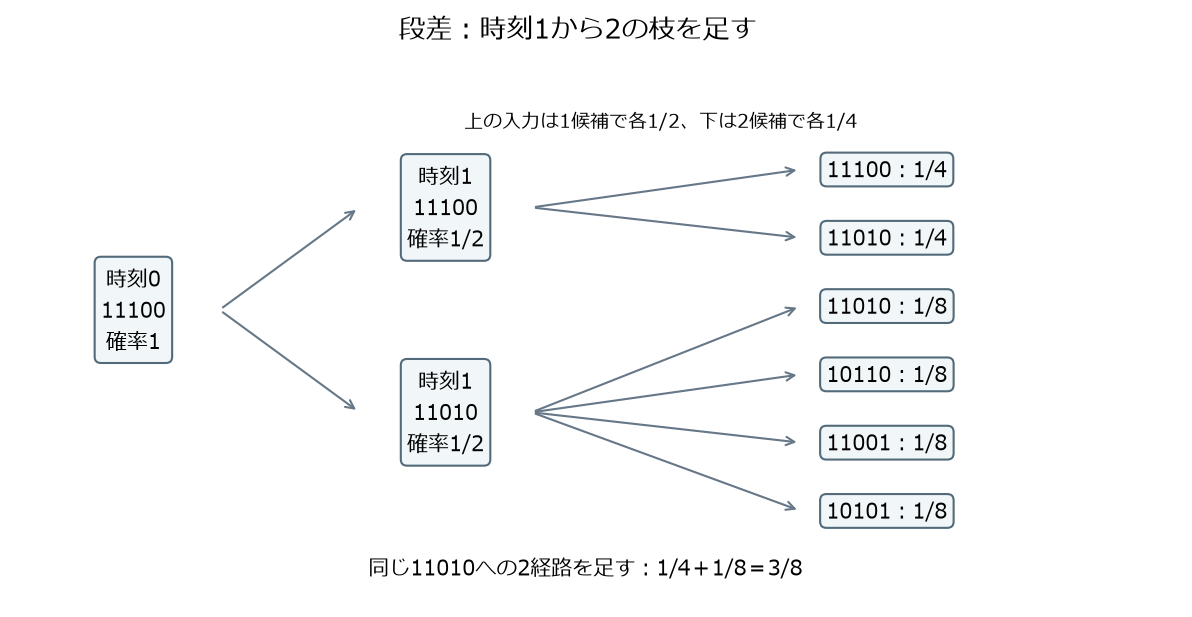 段差：時刻1から2の枝を足す
上の入力は1候補で各1/2、下は2候補で各1/4
時刻0
11100
確率1
時刻1
11100
確率1/2
時刻1
11010
確率1/2
11100：1/4
11010：1/4
11010：1/8
10110：1/8
11001：1/8
10101：1/8
同じ11010への2経路を足す：1/4＋1/8＝3/8